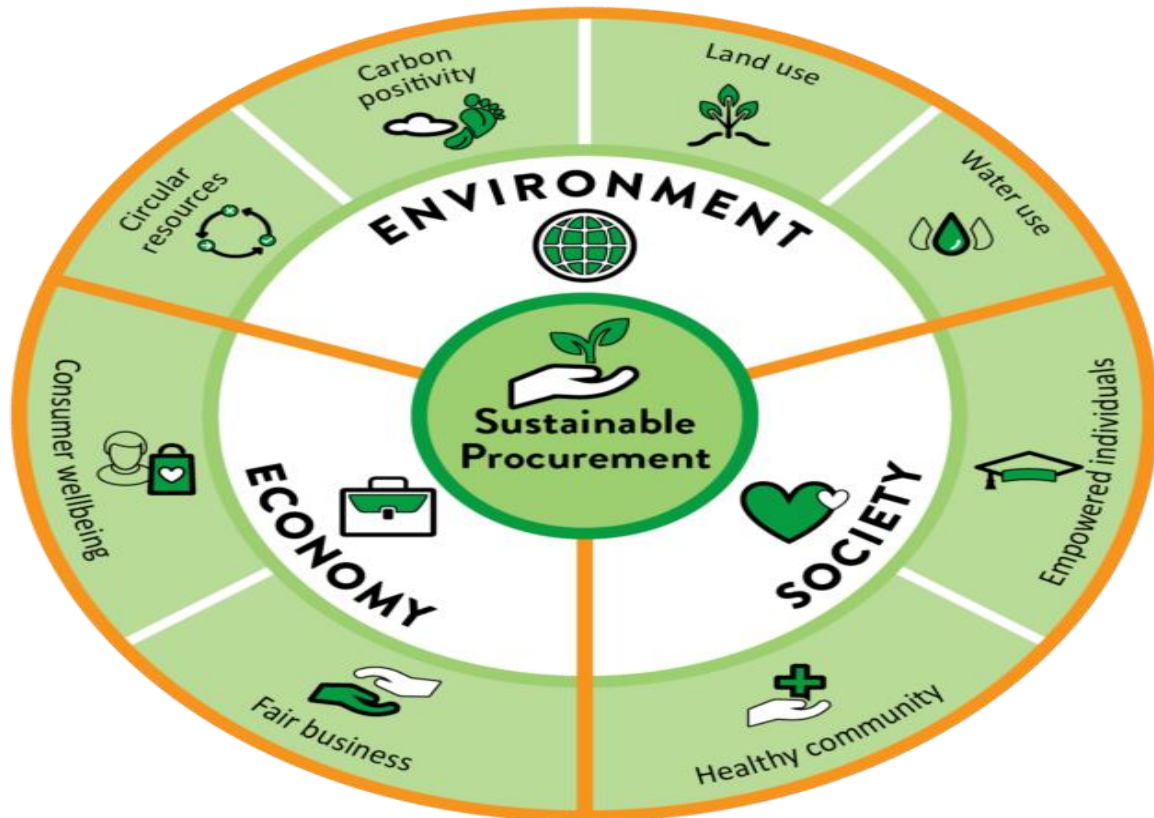 Carbon
positivity
Land use
Circular
resources
Water use
ENVIRONMENT
Sustainable
Procurement
Consumer wellbeing
Empowered individuals
ECONOMY
SOCIETY
Fair business
Healthy community